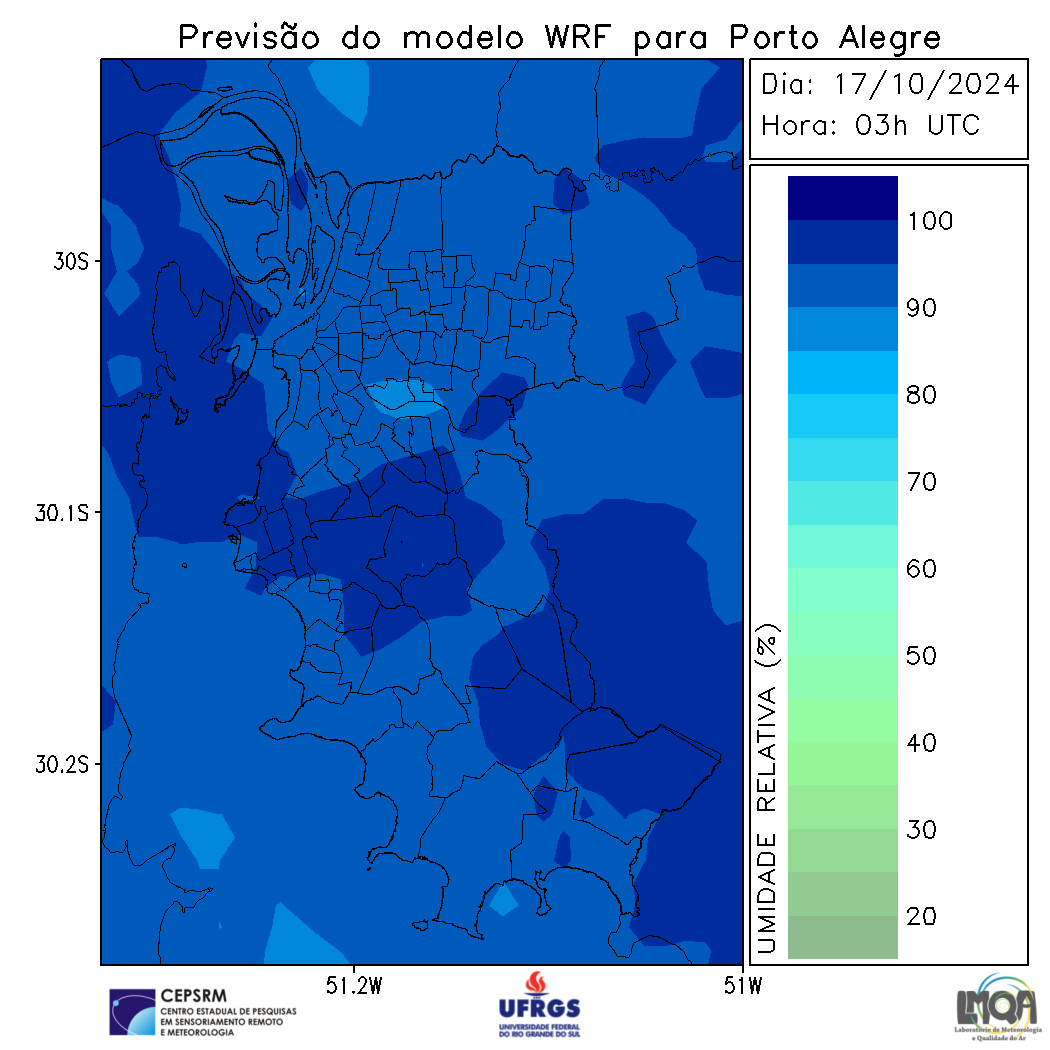 Previsão do modelo WRF para Porto Alegre
Dia: 17/10/2024
Hora: 03h UTC
30S
30.1S
30.2S
51.2W
51W
100
90
80
70
60
50
40
30
20
UMIDADE RELATIVA (%)
CEPSRM
CENTRO ESTADUAL DE PESQUISAS
EM SENSORIAMENTO REMOTO
E METEOROLOGIA
UFRGS
UNIVERSIDADE FEDERAL
DO RIO GRANDE DO SUL
LMQA
Laboratório de Meteorologia
e Qualidade do Ar